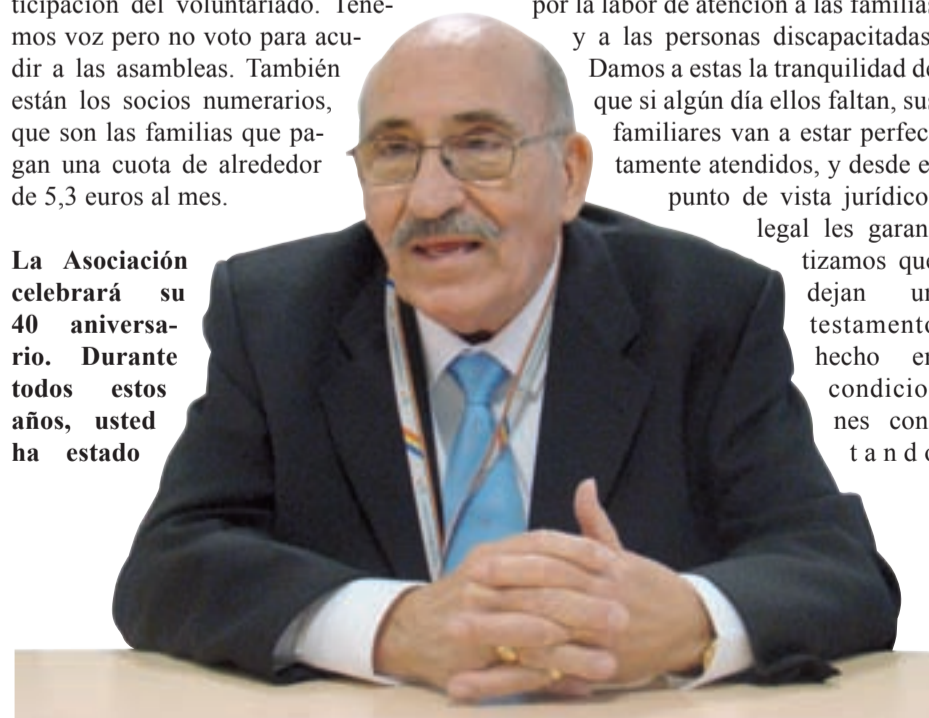 ticipación del voluntariado. Tene-
mos voz pero no voto para acu-
dir a las asambleas. También
están los socios numerarios,
que son las familias que pa-
gan una cuota de alrededor
de 5,3 euros al mes.
La Asociación
celebrará su
40 aniversa-
rio. Durante
todos estos
años, usted
ha estado
por la labor de atención a las familias
y a las personas discapacitadas
Damos a estas la tranquilidad de
que si algún día ellos faltan, sus
familiares van a estar perfec
tamente atendidos, y desde e
punto de vista jurídico
legal les garan
tizamos que
dejan un
testamento
hecho en
condicio
nes con
tando